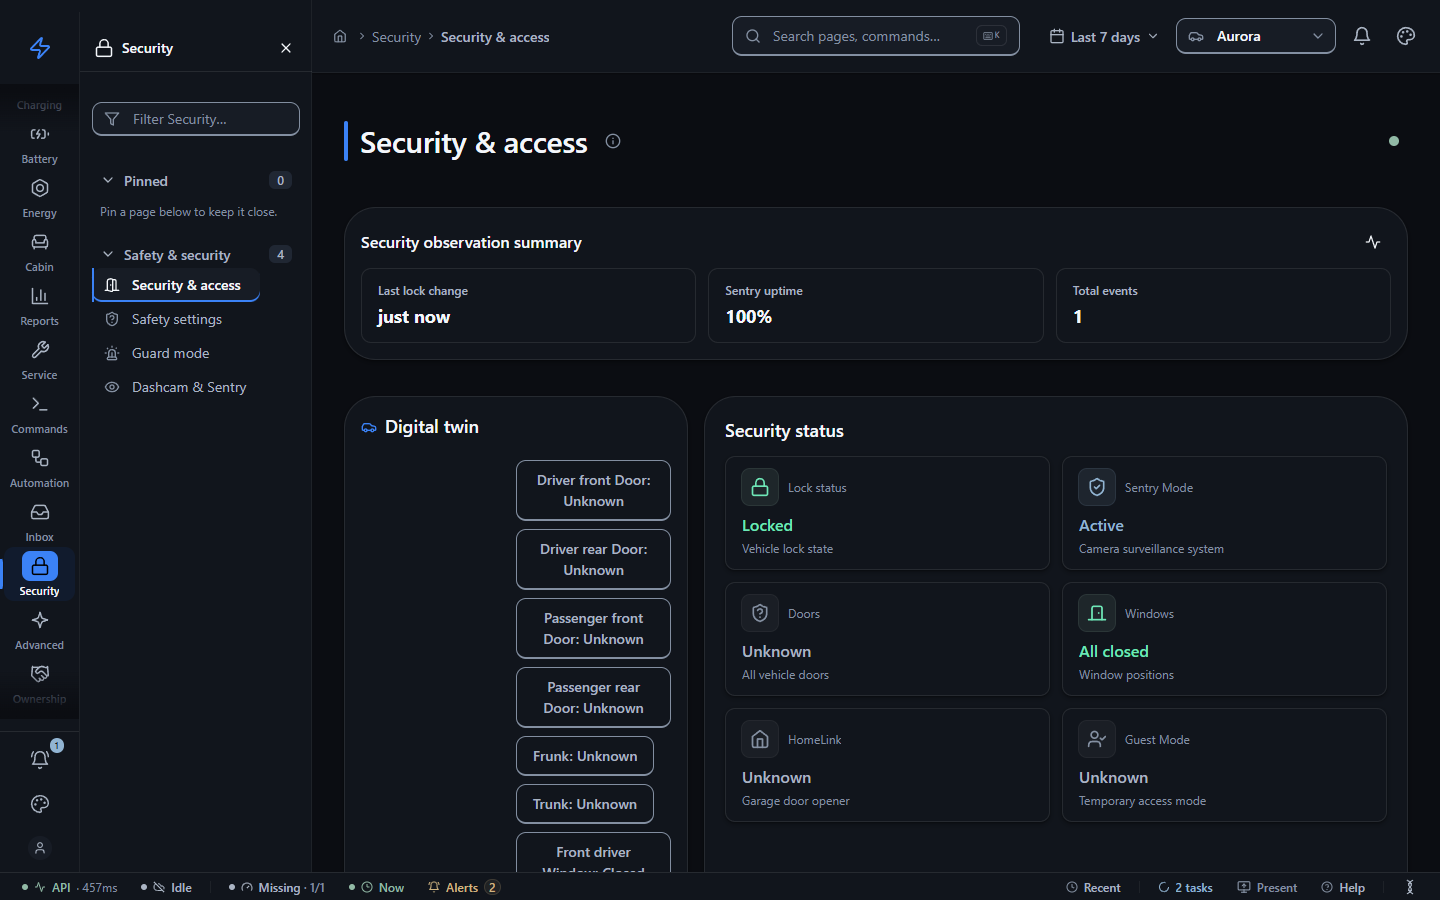 Security
Security
Security & access
Search pages, commands...
K
Last 7 days
Aurora
Charging
Battery
Energy
Cabin
Reports
Service
Commands
Automation
Inbox
Security
Advanced
Ownership
1
Filter Security...
Pinned
0
Pin a page below to keep it close.
Safety & security
4
Security & access
Safety settings
Guard mode
Dashcam & Sentry
Security & access
Security observation summary
Last lock change
just now
Sentry uptime
100%
Total events
1
Digital twin
Driver front Door:
Unknown
Driver rear Door:
Unknown
Passenger front
Door: Unknown
Passenger rear
Door: Unknown
Frunk: Unknown
Trunk: Unknown
Front driver
Window: Closed
Security status
Lock status
Locked
Vehicle lock state
Sentry Mode
Active
Camera surveillance system
Doors
Unknown
All vehicle doors
Windows
All closed
Window positions
HomeLink
Unknown
Garage door opener
Guest Mode
Unknown
Temporary access mode
API · 457ms
Idle
Missing · 1/1
Now
Alerts 2
Recent
2 tasks
Present
Help